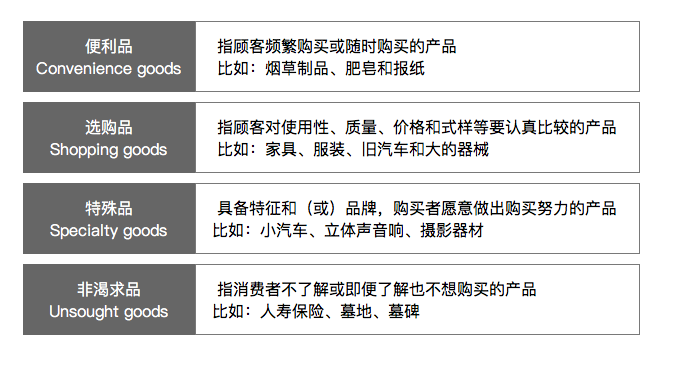 便利品
Convenience goods
指顾客频繁购买或随时购买的产品
比如：烟草制品、肥皂和报纸
选购品
Shopping goods
指顾客对使用性、质量、价格和式样等要认真比较的产品
比如：家具、服装、旧汽车和大的器械
特殊品
Specialty goods
具备特征和（或）品牌，购买者愿意做出购买努力的产品
比如：小汽车、立体声音响、摄影器材
非渴求品
Unsought goods
指消费者不了解或即便了解也不想购买的产品
比如：人寿保险、墓地、墓碑